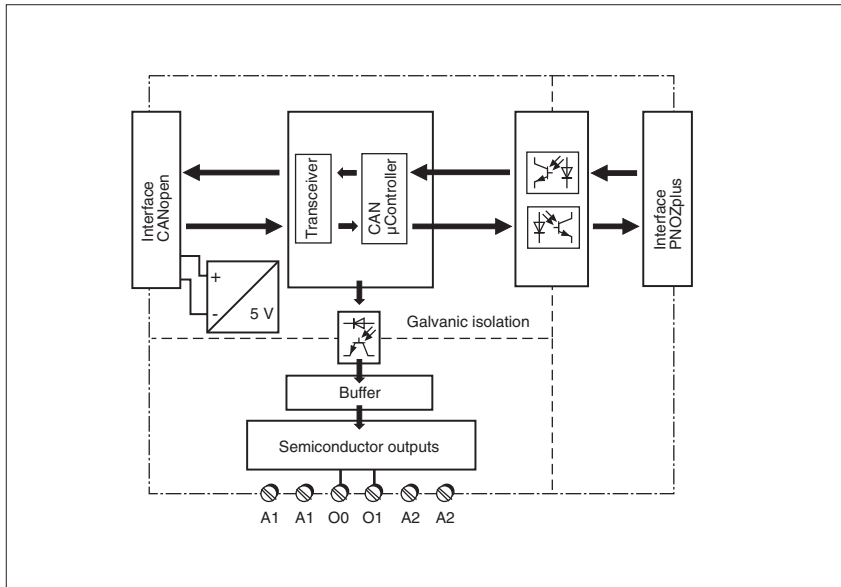 Interface
CANopen
Transceiver
CAN
µController
Interface
PNOZplus
+
-
5 V
Galvanic isolation
Buffer
Semiconductor outputs
A1 A1 O0 O1 A2 A2